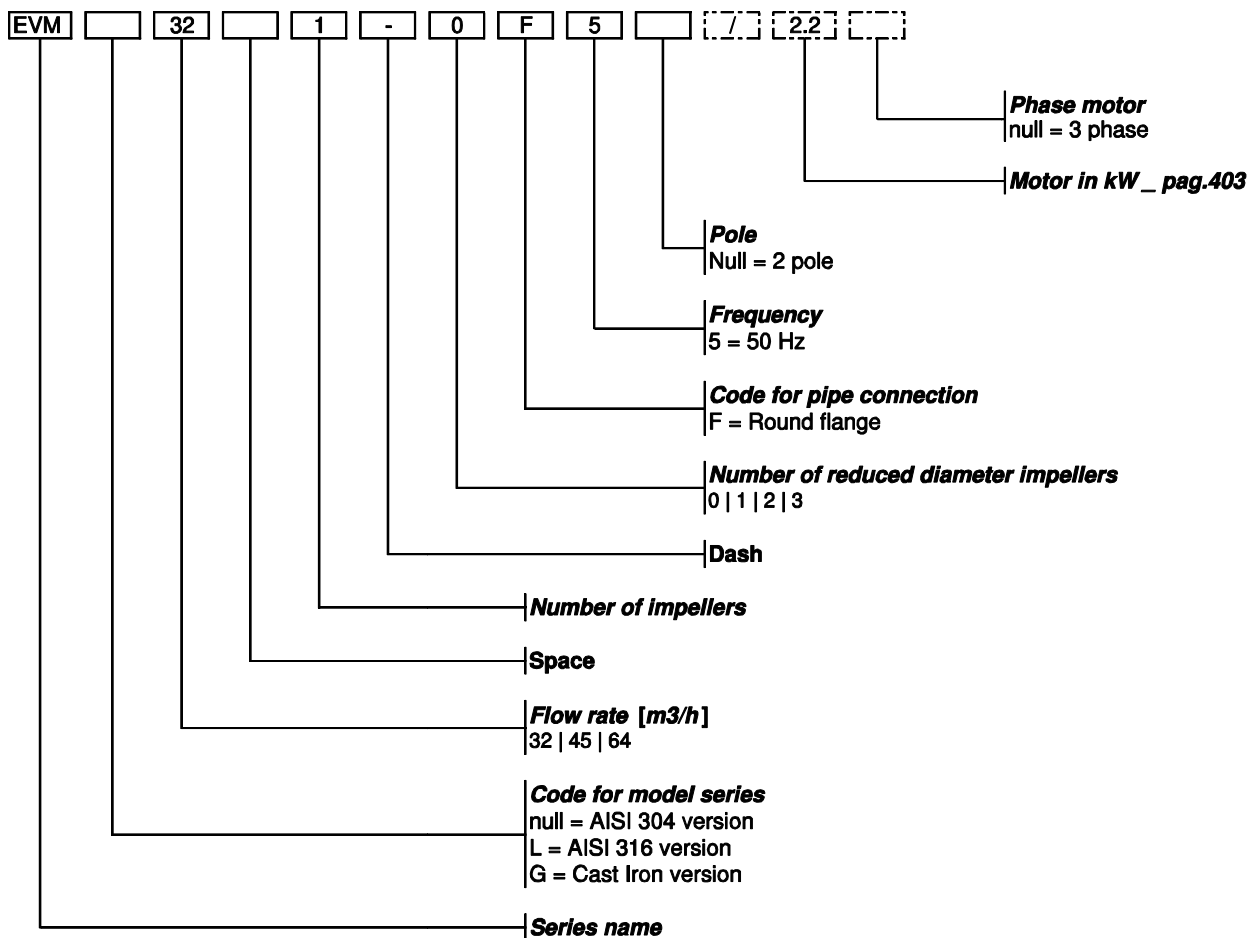 EVM 32 1 - 0 F 5 / 2.2
Phase motor
null = 3 phase
Motor in kW _ pag.403
Pole
Null = 2 pole
Frequency
5 = 50 Hz
Code for pipe connection
F = Round flange
Number of reduced diameter impellers
0 | 1 | 2 | 3
Dash
Number of impellers
Space
Flow rate [m3/h]
32 | 45 | 64
Code for model series
null = AISI 304 version
L = AISI 316 version
G = Cast Iron version
Series name